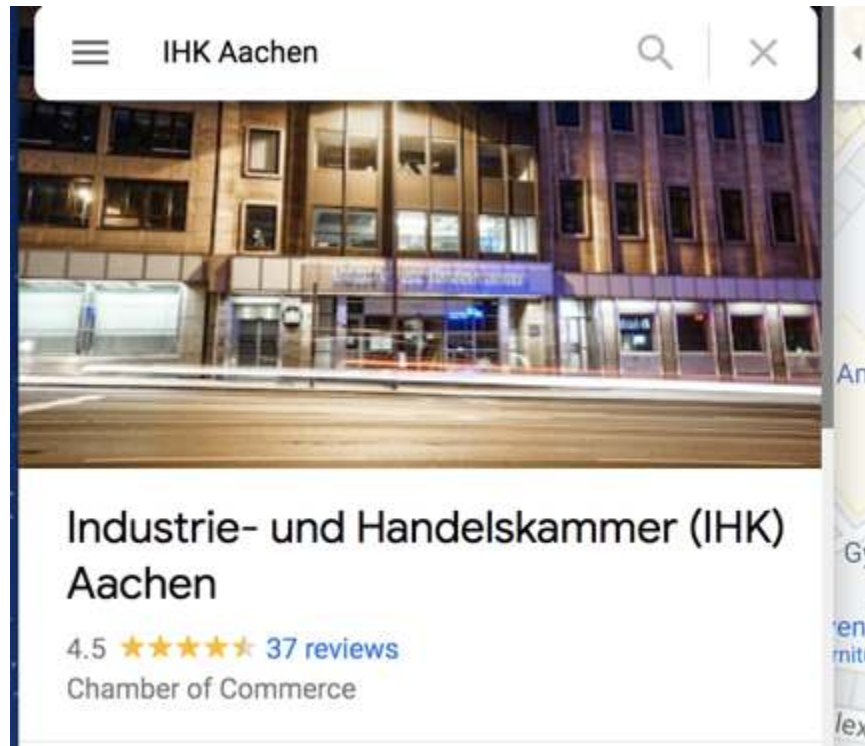 IHK Aachen
Industrie- und Handelskammer (IHK)
Aachen
4.5
37 reviews
Chamber of Commerce